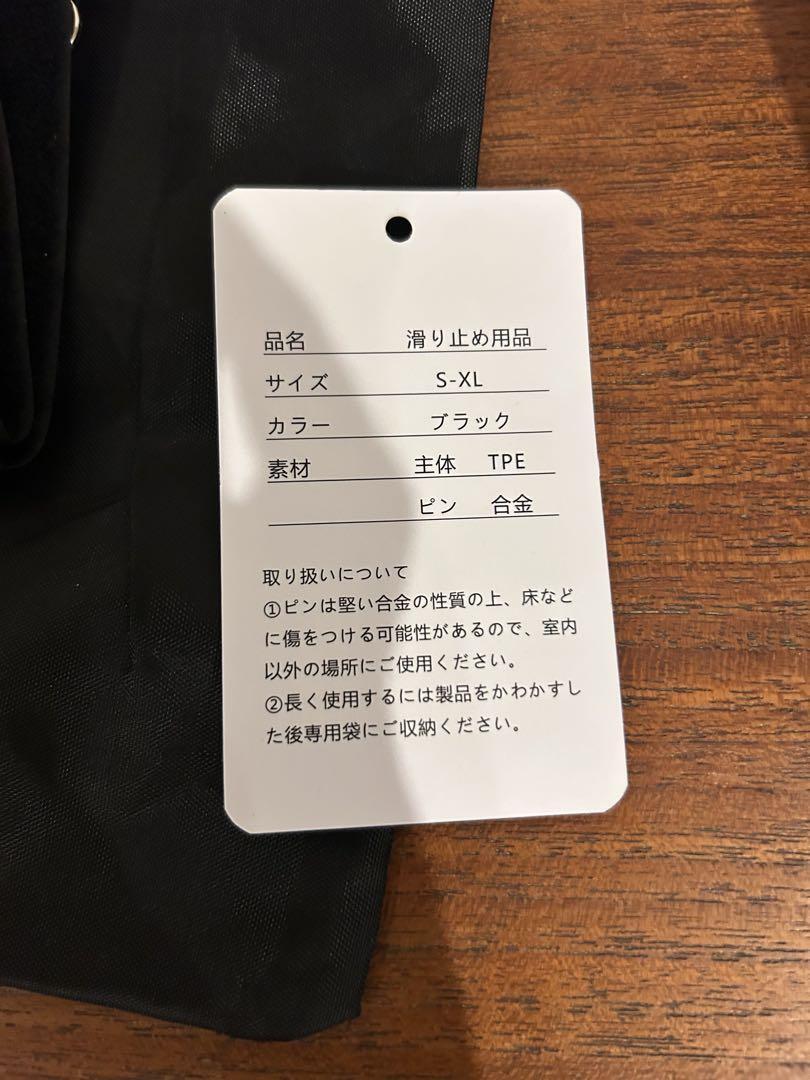 品名 滑り止め用品
サイズ S-XL
カラー ブラック
素材 主体 TPE
ピン 合金
取り扱いについて
①ピンは堅い合金の性質の上、床など
に傷をつける可能性があるので、室内
以外の場所にご使用ください。
②長く使用するには製品をかわかすし
た後専用袋にご収納ください。